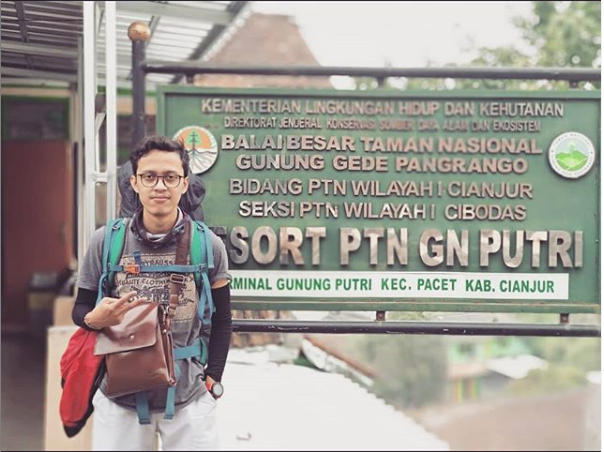 KEMENTERIAN LINGKUNGAN HIDUP DAN KEHUTANAN
DIREKTORAT JENDERAL KONSERVASI SUMBER DAYA ALAM DAN EKOSISTEM
BALAI BESAR TAMAN NASIONAL
GUNUNG GEDE PANGRANGO
BIDANG PTN WILAYAH I CIANJUR
SEKSI PTN WILAYAH I CIBODAS
ESORT PTN GN PUTRI
RMINAL GUNUNG PUTRI KEC. PACET KAB. CIANJUR